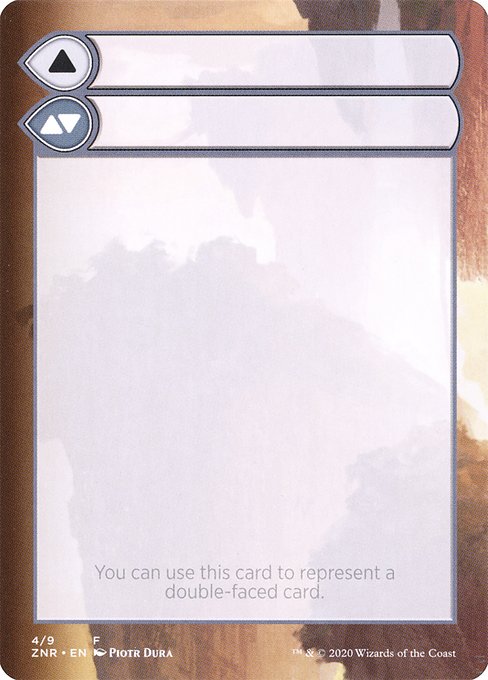 You can use this card to represent a
double-faced card.
4/9 F
ZNR • EN Piotr Dura
™ & © 2020 Wizards of the Coast